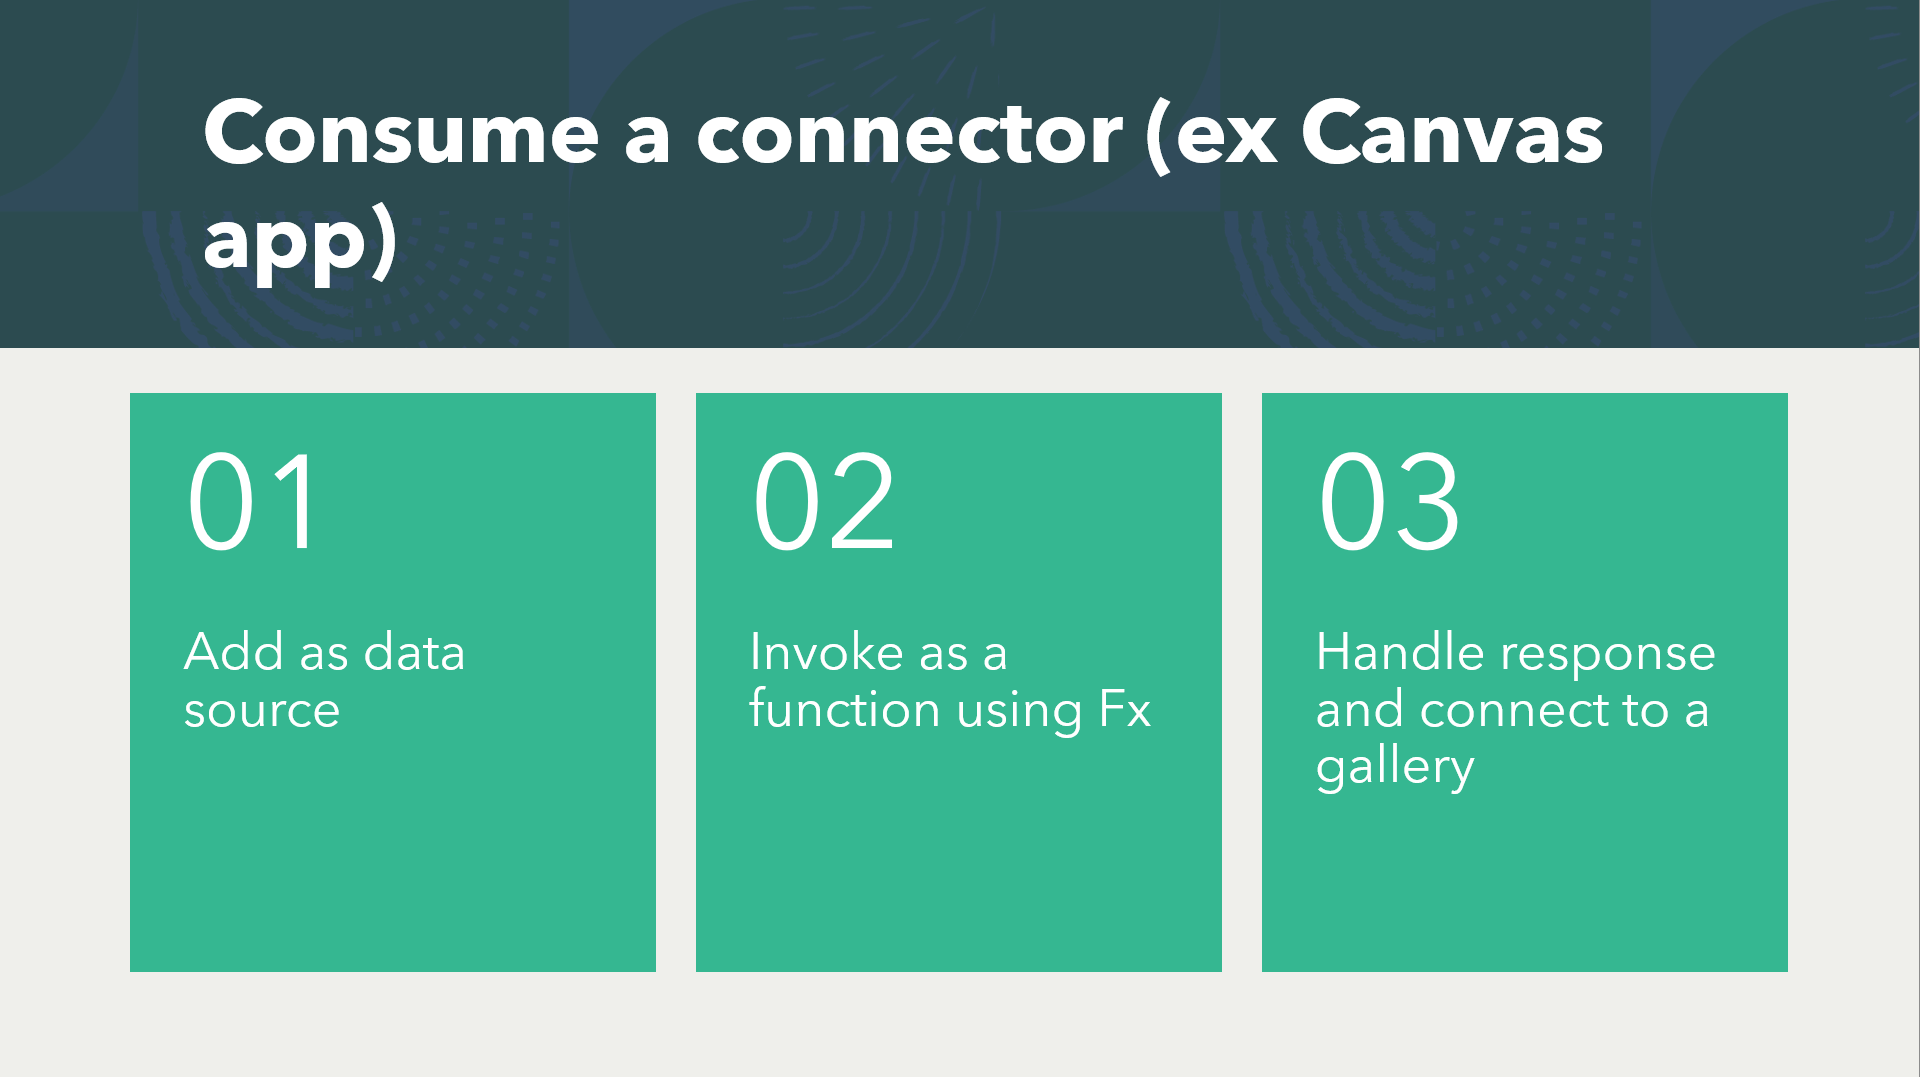 Consume a connector (ex Canvas
app)
01
Add as data
source
02
Invoke as a
function using Fx
03
Handle response
and connect to a
gallery